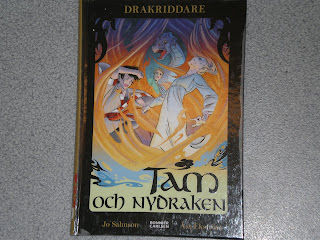 DRAKRIDDARE
Tam
OCH NYDRAKEN
Jo Salmson
BONNIER
CARLSEN